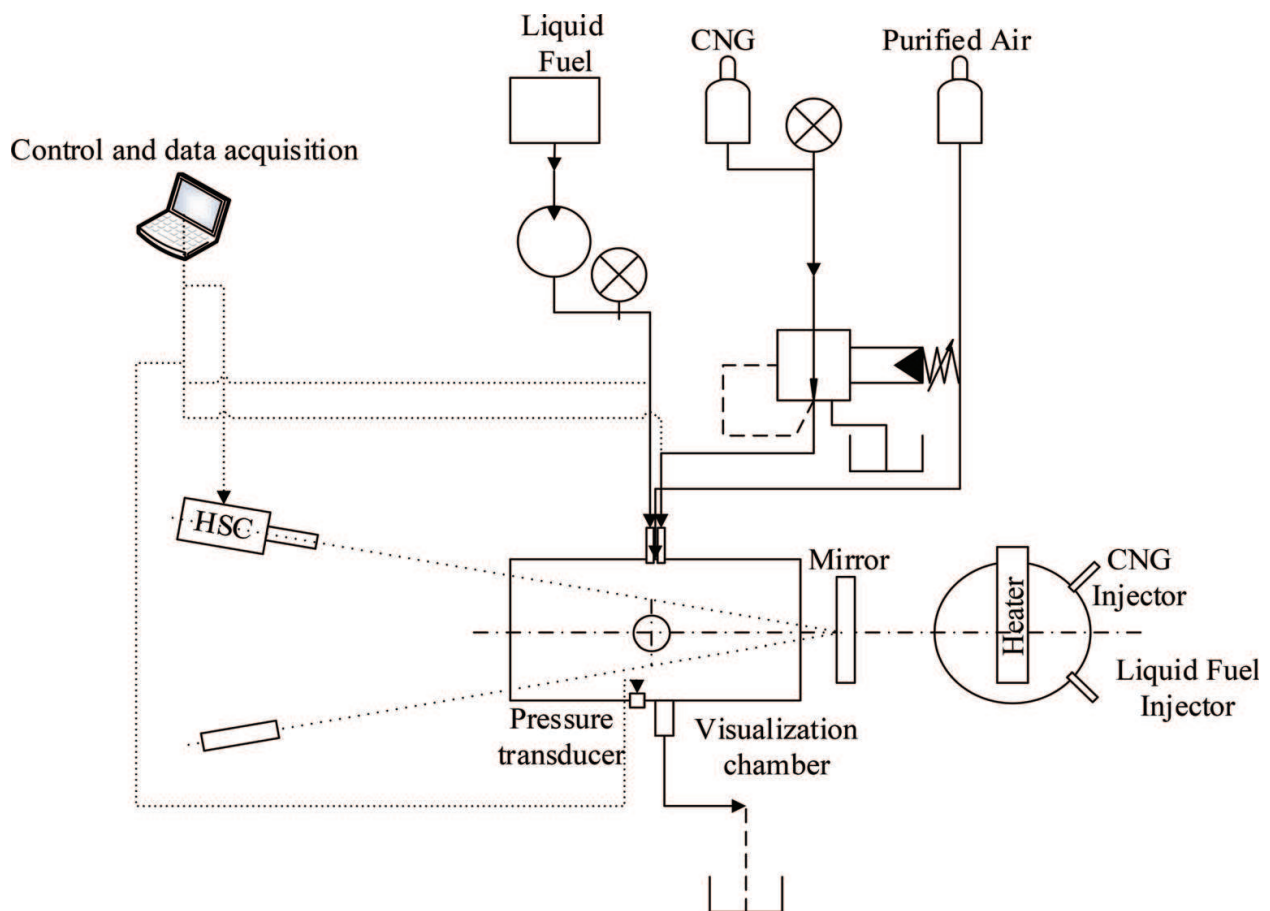 Liquid
Fuel
CNG
Purified Air
Control and data acquisition
HSC
Mirror
Heater
CNG
Injector
Liquid Fuel
Injector
Pressure
transducer
Visualization
chamber